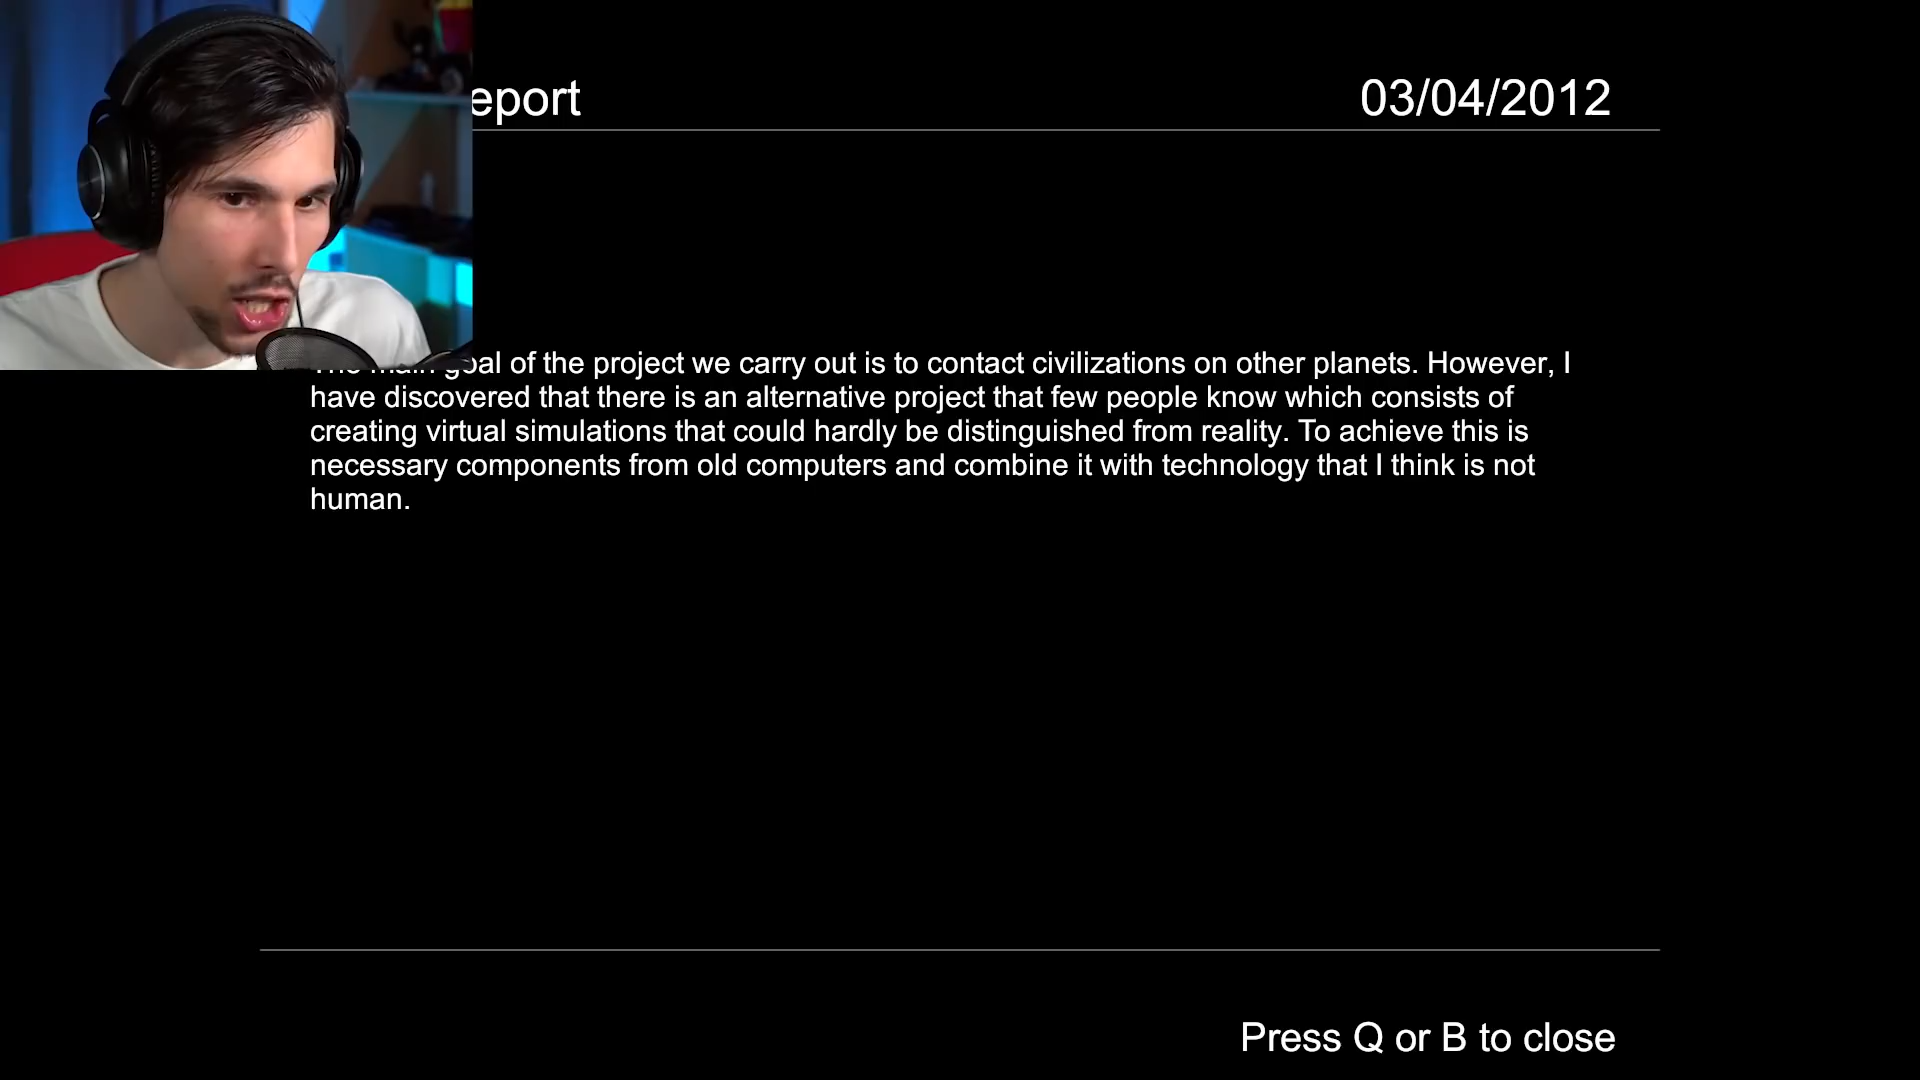 eport
03/04/2012
The main goal of the project we carry out is to contact civilizations on other planets. However, I
have discovered that there is an alternative project that few people know which consists of
creating virtual simulations that could hardly be distinguished from reality. To achieve this is
necessary components from old computers and combine it with technology that I think is not
human.
Press Q or B to close